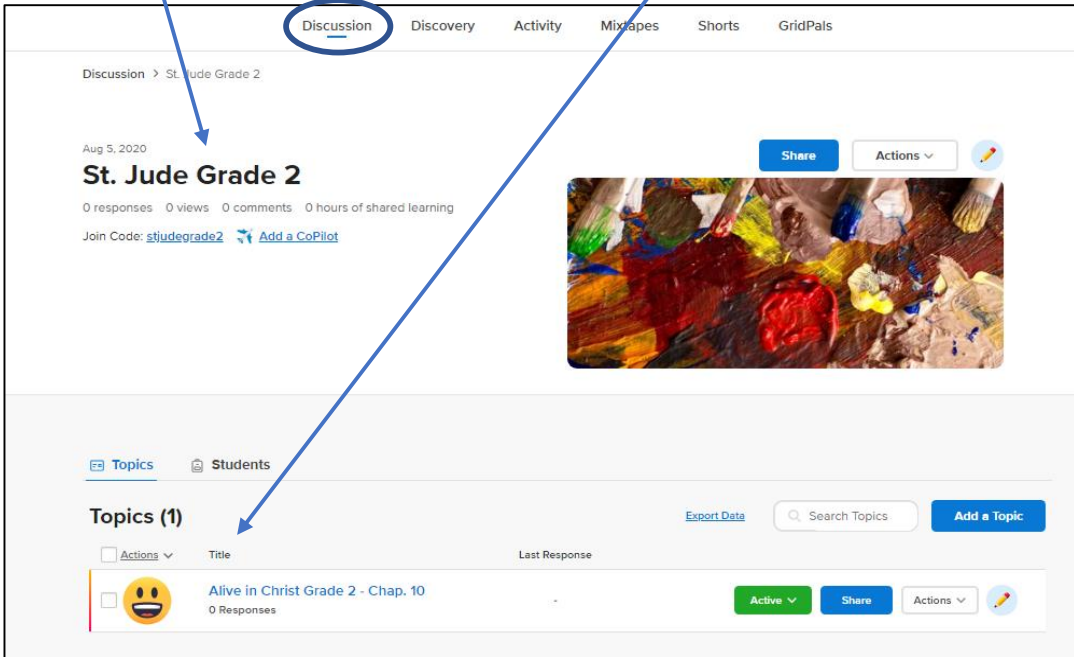 Discussion Discovery Activity Mixtapes Shorts GridPals
Discussion > St. Jude Grade 2
Aug 5, 2020
St. Jude Grade 2
Share Actions
0 responses 0 views 0 comments 0 hours of shared learning
Join Code: stjudegrade2 Add a CoPilot
Topics Students
Topics (1) Export Data Search Topics Add a Topic
Actions Title Last Response
Alive in Christ Grade 2 - Chap. 10
0 Responses - Active Share Actions